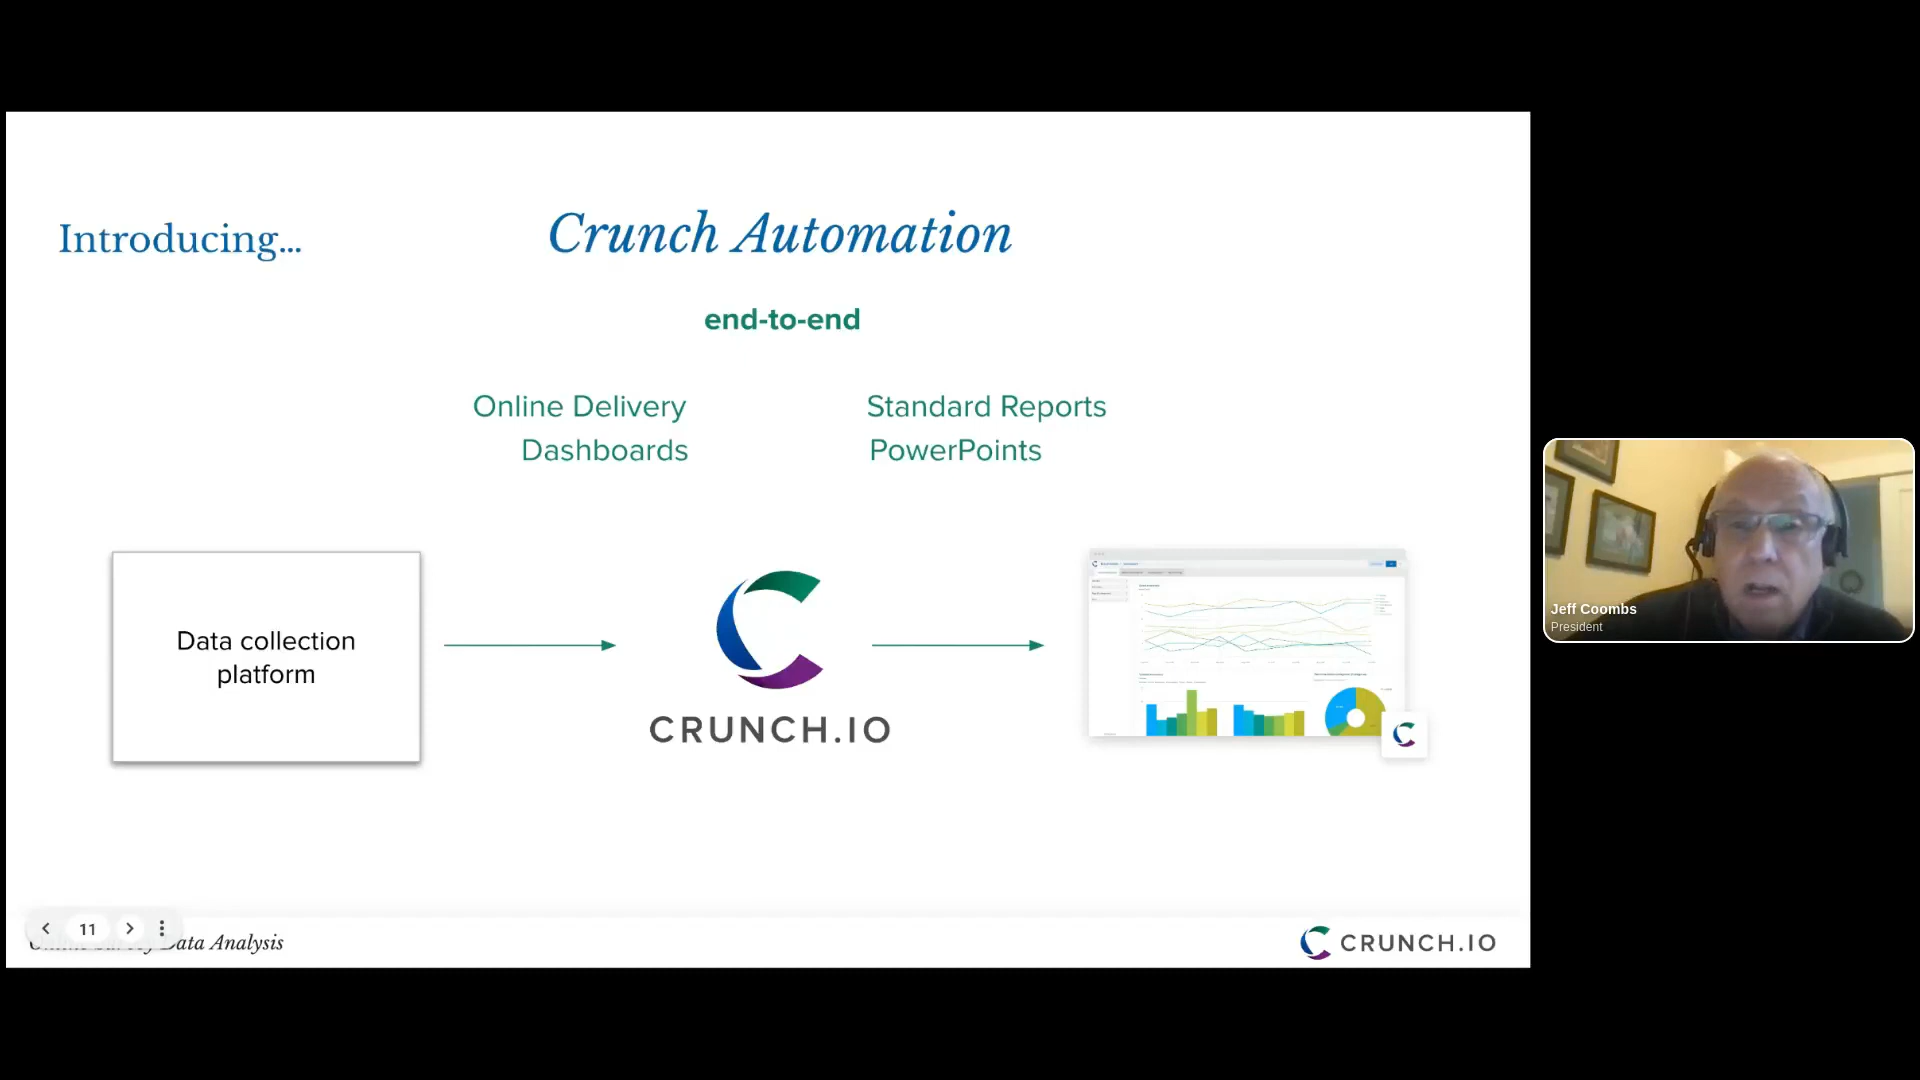 Introducing...
Crunch Automation
end-to-end
Online Delivery
Standard Reports
Dashboards
PowerPoints
Data collection
platform
CRUNCH.IO
Jeff Coombs
President
11
Data Analysis
CRUNCH.IO